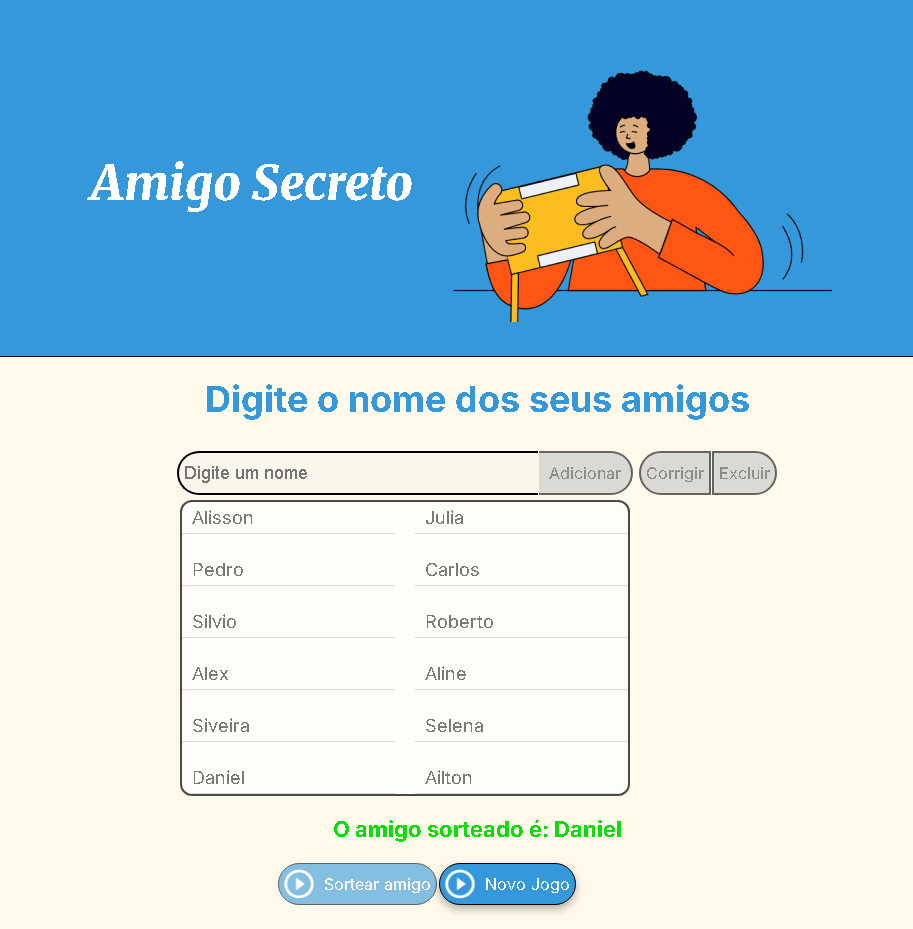 Amigo Secreto
Digite o nome dos seus amigos
Digite um nome Adicionar Corrigir Excluir
Alisson Julia
Pedro Carlos
Silvio Roberto
Alex Aline
Siveira Selena
Daniel Ailton
O amigo sorteado é: Daniel
Sortear amigo Novo Jogo